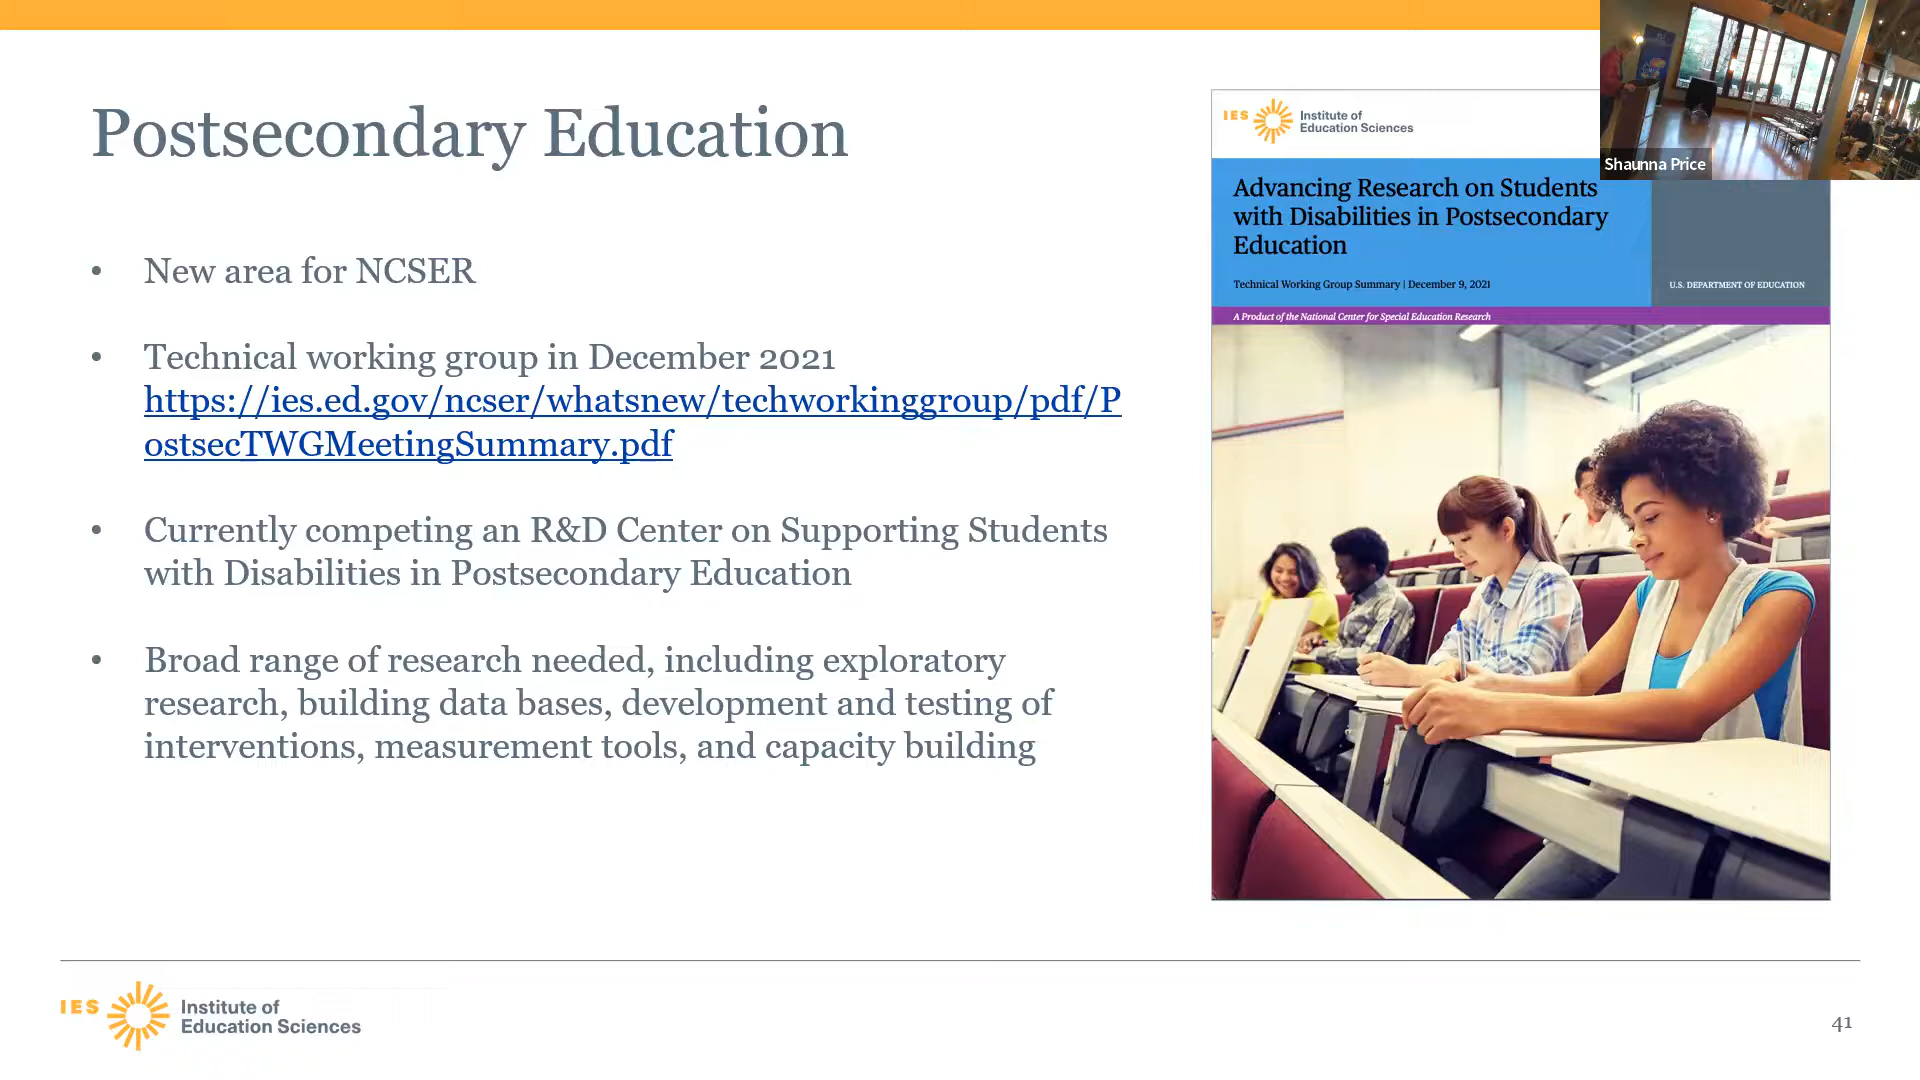 Postsecondary Education
• New area for NCSER
• Technical working group in December 2021
https://ies.ed.gov/ncser/whatsnew/techworkinggroup/pdf/P
ostsecTWGMeetingSummary.pdf
• Currently competing an R&D Center on Supporting Students
with Disabilities in Postsecondary Education
• Broad range of research needed, including exploratory
research, building data bases, development and testing of
interventions, measurement tools, and capacity building
IES Institute of
Education Sciences
Advancing Research on Students
with Disabilities in Postsecondary
Education
Technical Working Group Summary | December 9, 2021
U.S. DEPARTMENT OF EDUCATION
A Product of the National Center for Special Education Research
Shaunna Price
IES Institute of
Education Sciences
41